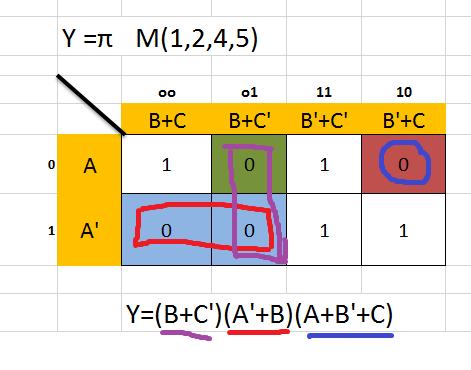 Y =π M(1,2,4,5)
oo o1 11 10
B+C B+C' B'+C' B'+C
0 A 1 0 1 0
1 A' 0 0 1 1
Y=(B+C')(A'+B)(A+B'+C)